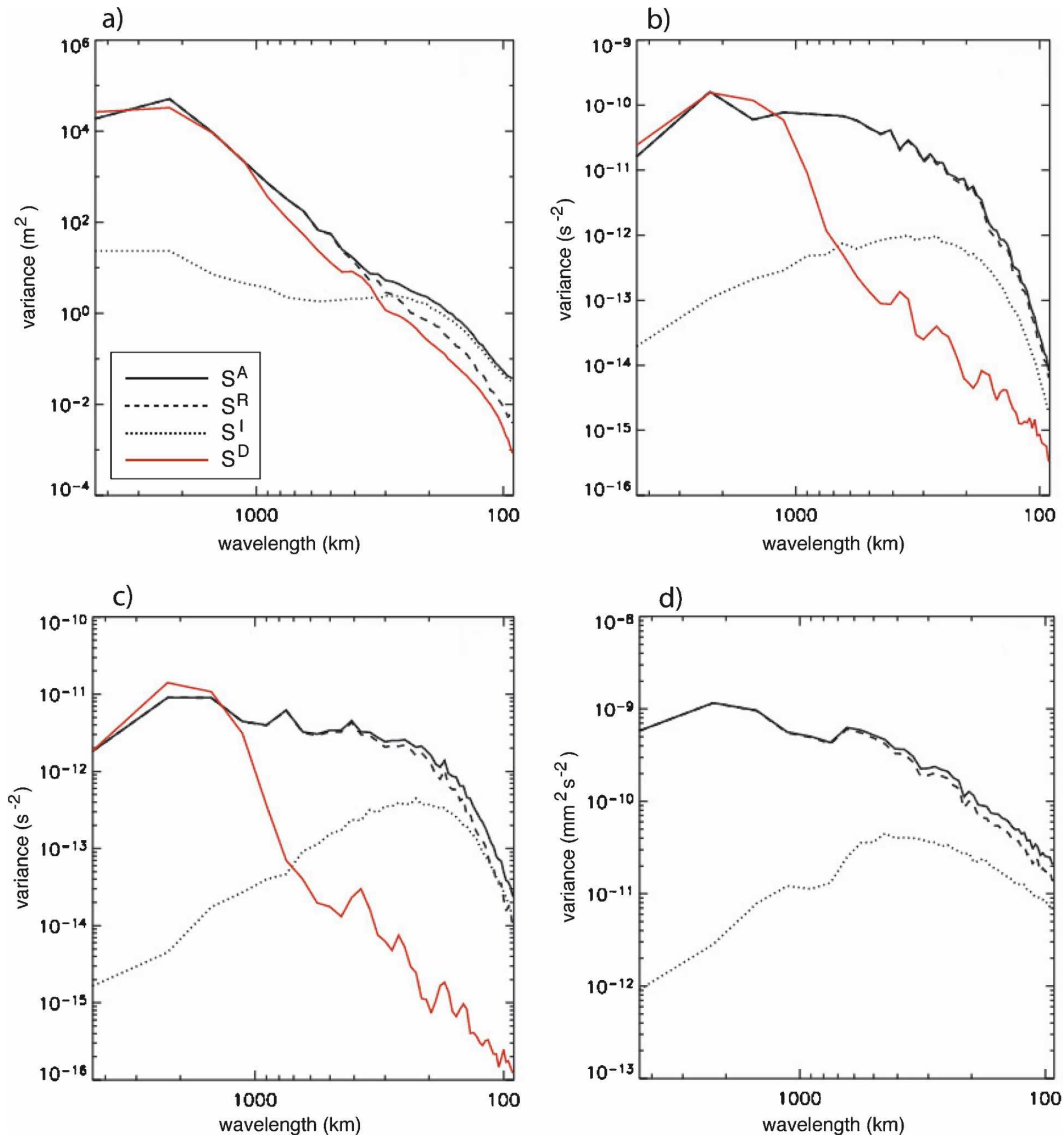 a)
10^6
10^4
10^2
10^0
10^-2
10^-4
variance (m^2)
S^A
S^R
S^I
S^D
1000
100
wavelength (km)
b)
10^-9
10^-10
10^-11
10^-12
10^-13
10^-14
10^-15
10^-16
variance (s^-2)
1000
100
wavelength (km)
c)
10^-10
10^-11
10^-12
10^-13
10^-14
10^-15
10^-16
variance (s^-2)
1000
100
wavelength (km)
d)
10^-8
10^-9
10^-10
10^-11
10^-12
10^-13
variance (mm^2 s^-2)
1000
100
wavelength (km)